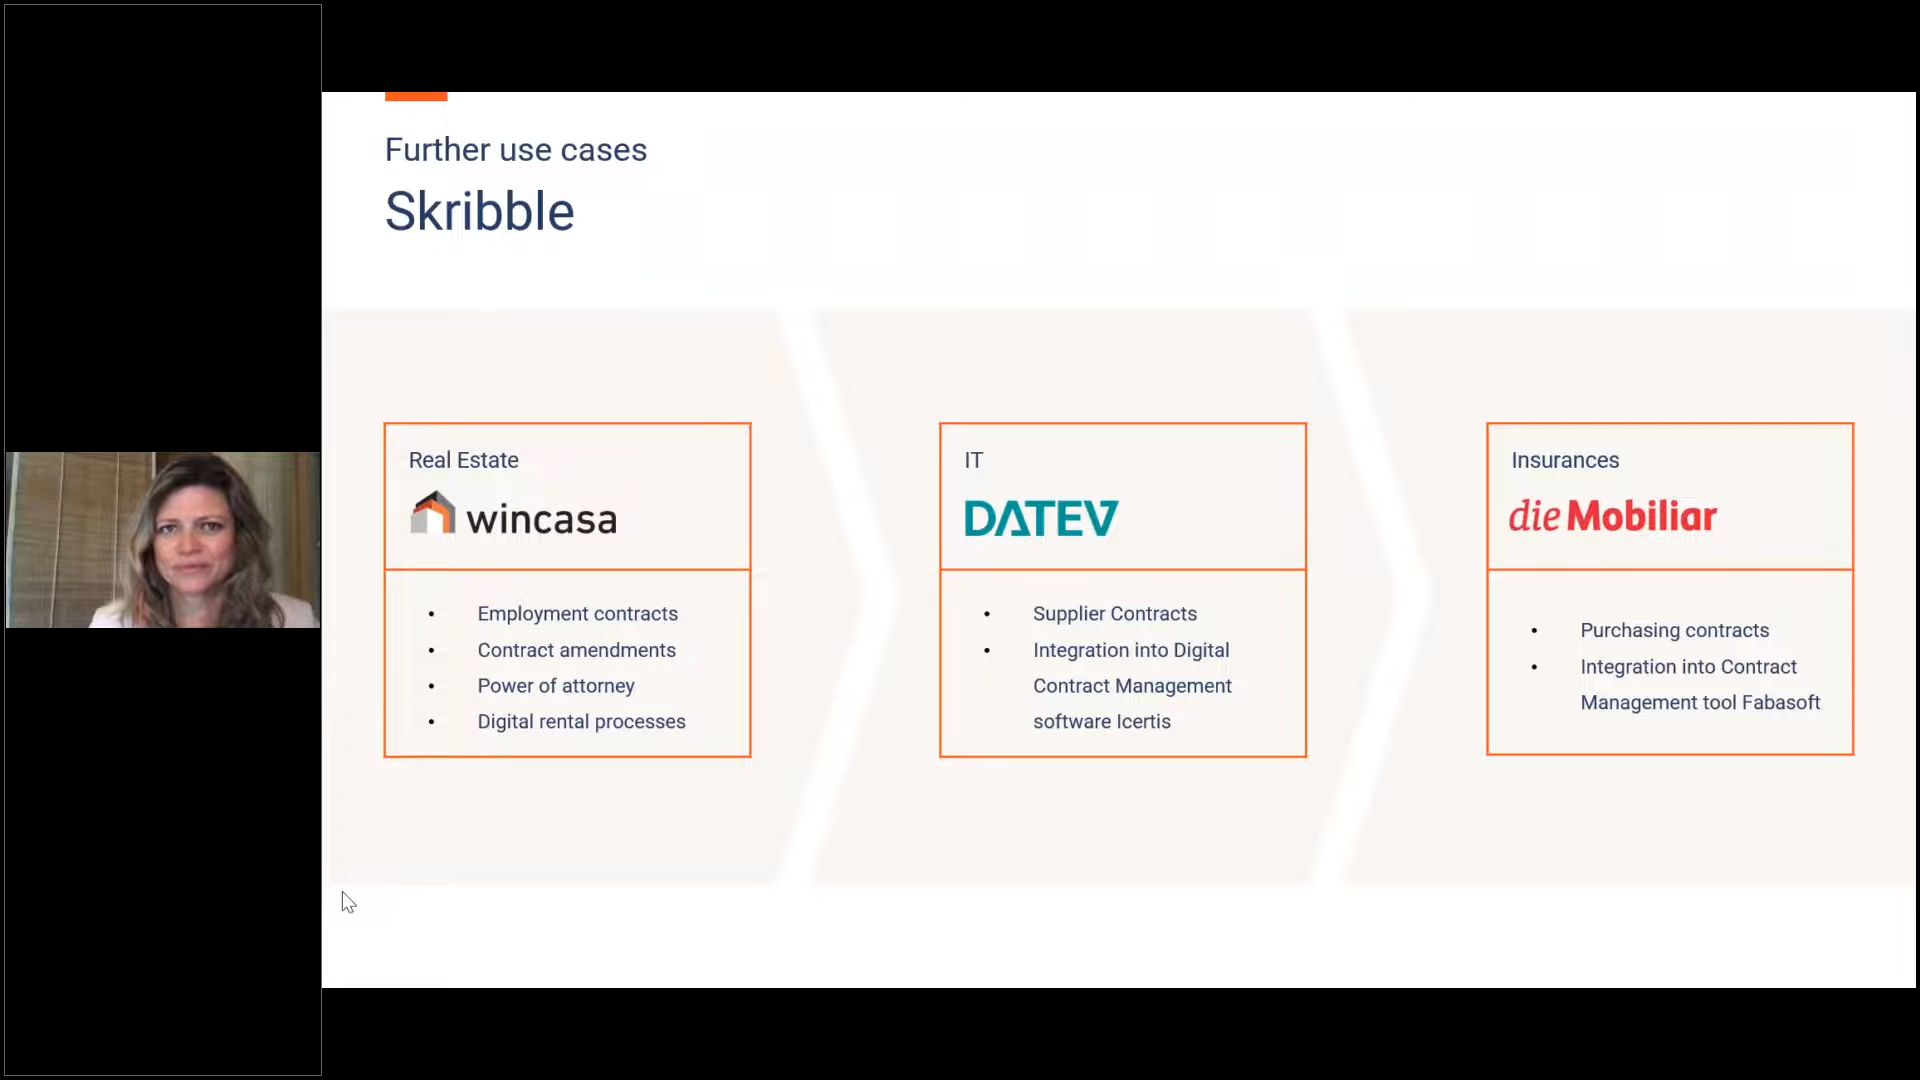 Further use cases
Skribble
Real Estate
wincasa
• Employment contracts
• Contract amendments
• Power of attorney
• Digital rental processes
IT
DATEV
• Supplier Contracts
• Integration into Digital
Contract Management
software Icertis
Insurances
die Mobiliar
• Purchasing contracts
• Integration into Contract
Management tool Fabasoft